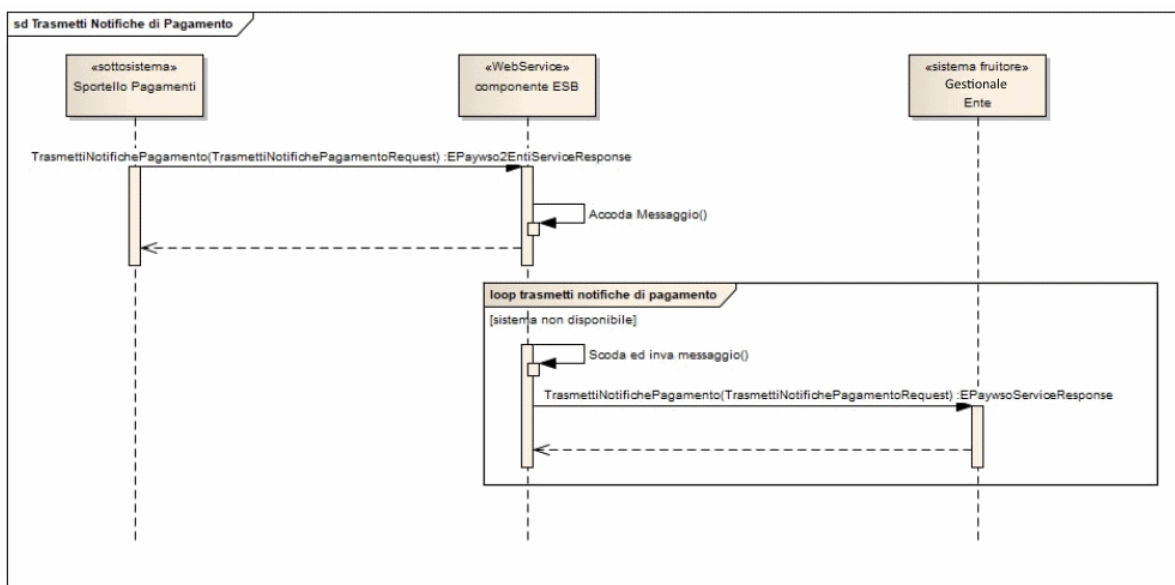 sd Trasmetti Notifiche di Pagamento
«sottosistema»
Sportello Pagamenti
«WebService»
componente ESB
«sistema fruitore»
Gestionale
Ente
TrasmettiNotifichePagamento(TrasmettiNotifichePagamentoRequest) :EPaywso2EntiServiceResponse
Accoda Messaggio()
loop trasmetti notifiche di pagamento
[sistema non disponibile]
Scoda ed inva messaggio()
TrasmettiNotifichePagamento(TrasmettiNotifichePagamentoRequest) :EPaywsoServiceResponse